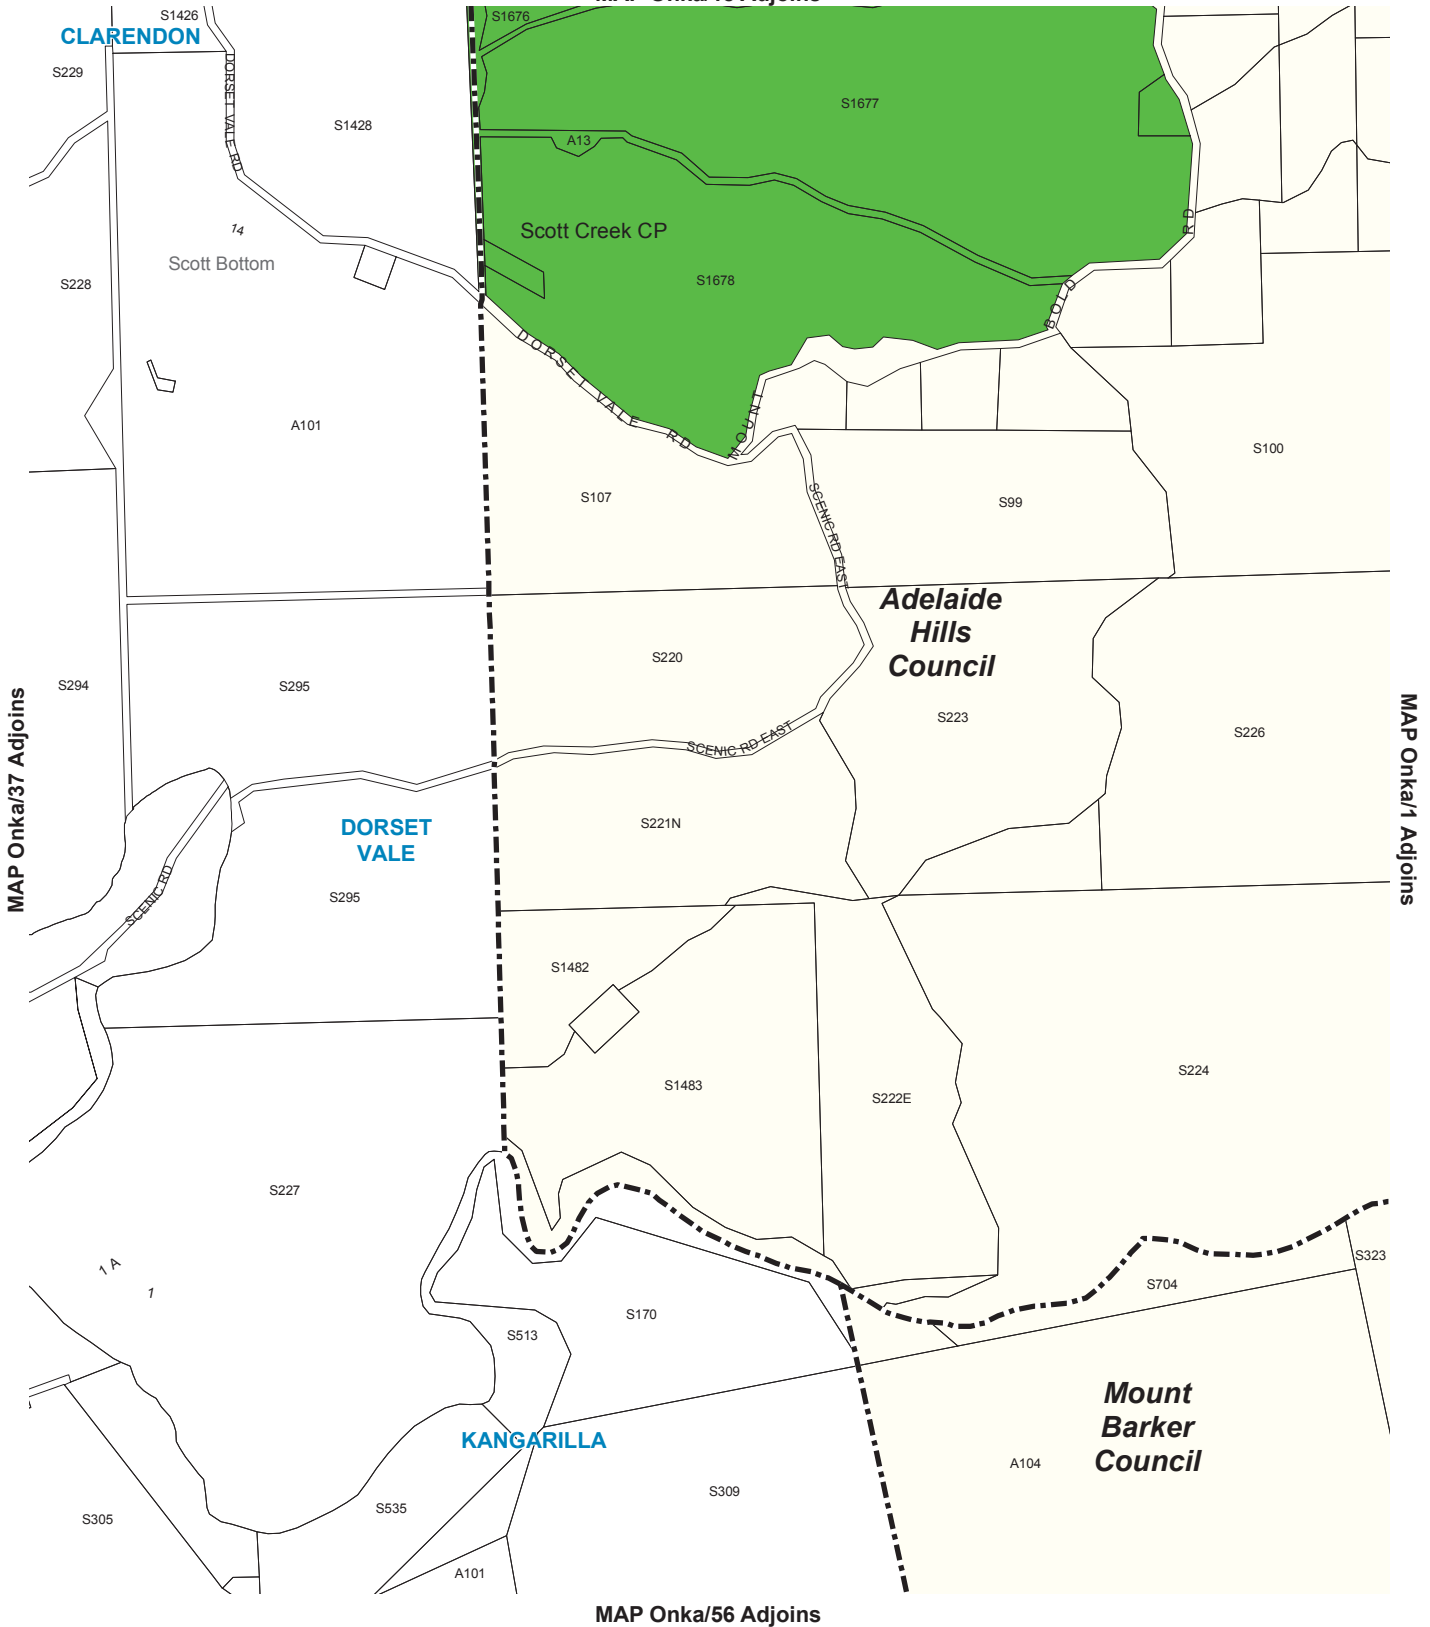 S1426
S1676
CLARENDON
S229
DORSET VALE RD
S1428
S1677
A13
14
Scott Creek CP
RD
Scott Bottom
S228
S1678
BOLD
DORSET VALE RD
MOUNT
A101
S100
S107
SCENIC RD EAST
S99
Adelaide
Hills
Council
S220
S294
S295
S223
S226
MAP Onka/37 Adjoins
MAP Onka/1 Adjoins
SCENIC RD EAST
S221N
DORSET
VALE
SCENIC RD
S295
S1482
S1483
S222E
S224
S227
1 A
1
S323
S704
S170
S513
Mount
Barker
Council
KANGARILLA
A104
S309
S535
S305
A101
MAP Onka/56 Adjoins